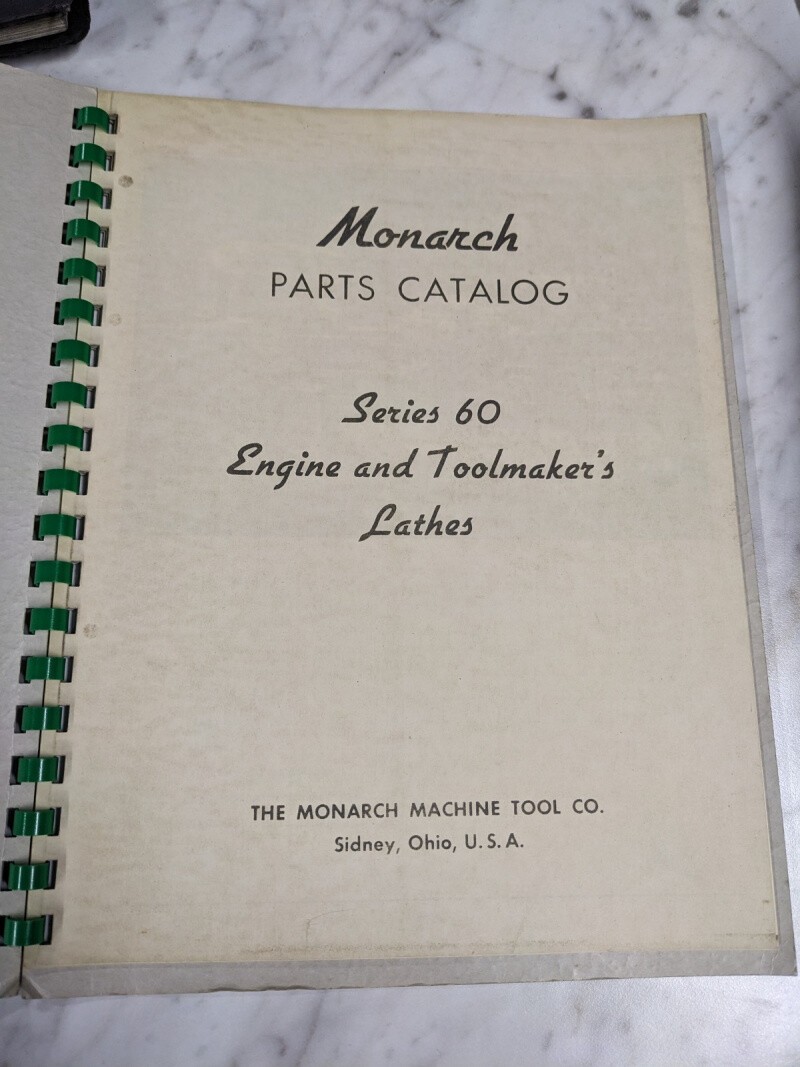 Monarch
PARTS CATALOG
Series 60
Engine and Toolmaker's
Lathes
THE MONARCH MACHINE TOOL CO.
Sidney, Ohio, U.S.A.